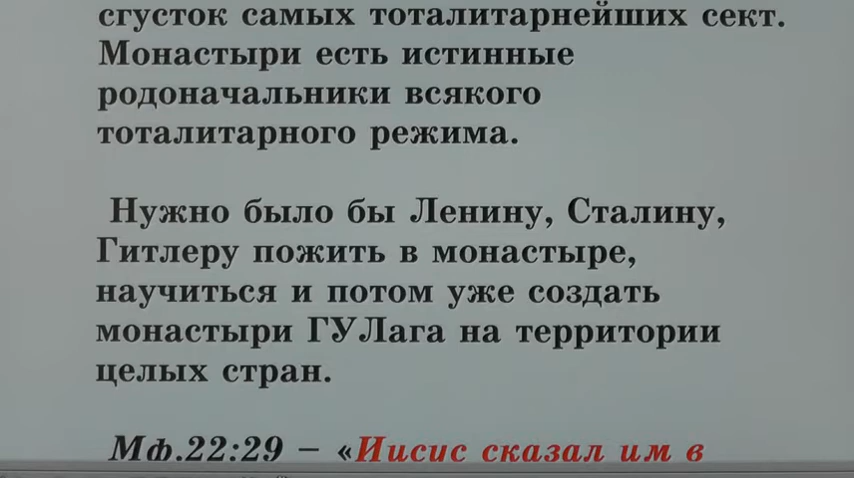 сгусток самых тоталитарнейших сект.
Монастыри есть истинные
родоначальники всякого
тоталитарного режима.
Нужно было бы Ленину, Сталину,
Гитлеру пожить в монастыре,
научиться и потом уже создать
монастыри ГУЛага на территории
целых стран.
Мф.22:29 – «Иисис сказал им в